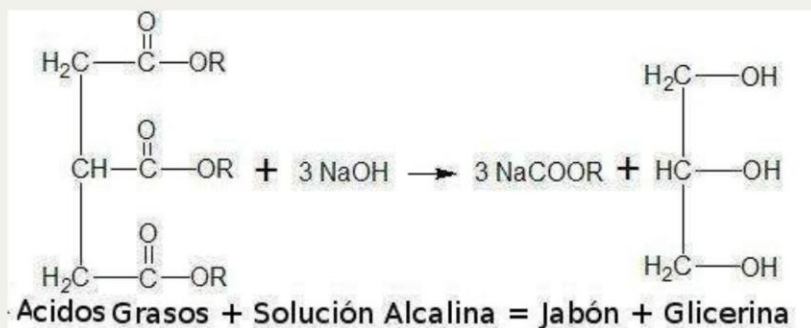 O O
H₂C—C—OR H₂C—OH
O
CH—C—OR + 3 NaOH → 3 NaCOOR + HC—OH
O
H₂C—C—OR H₂C—OH
Acidos Grasos + Solución Alcalina = Jabón + Glicerina